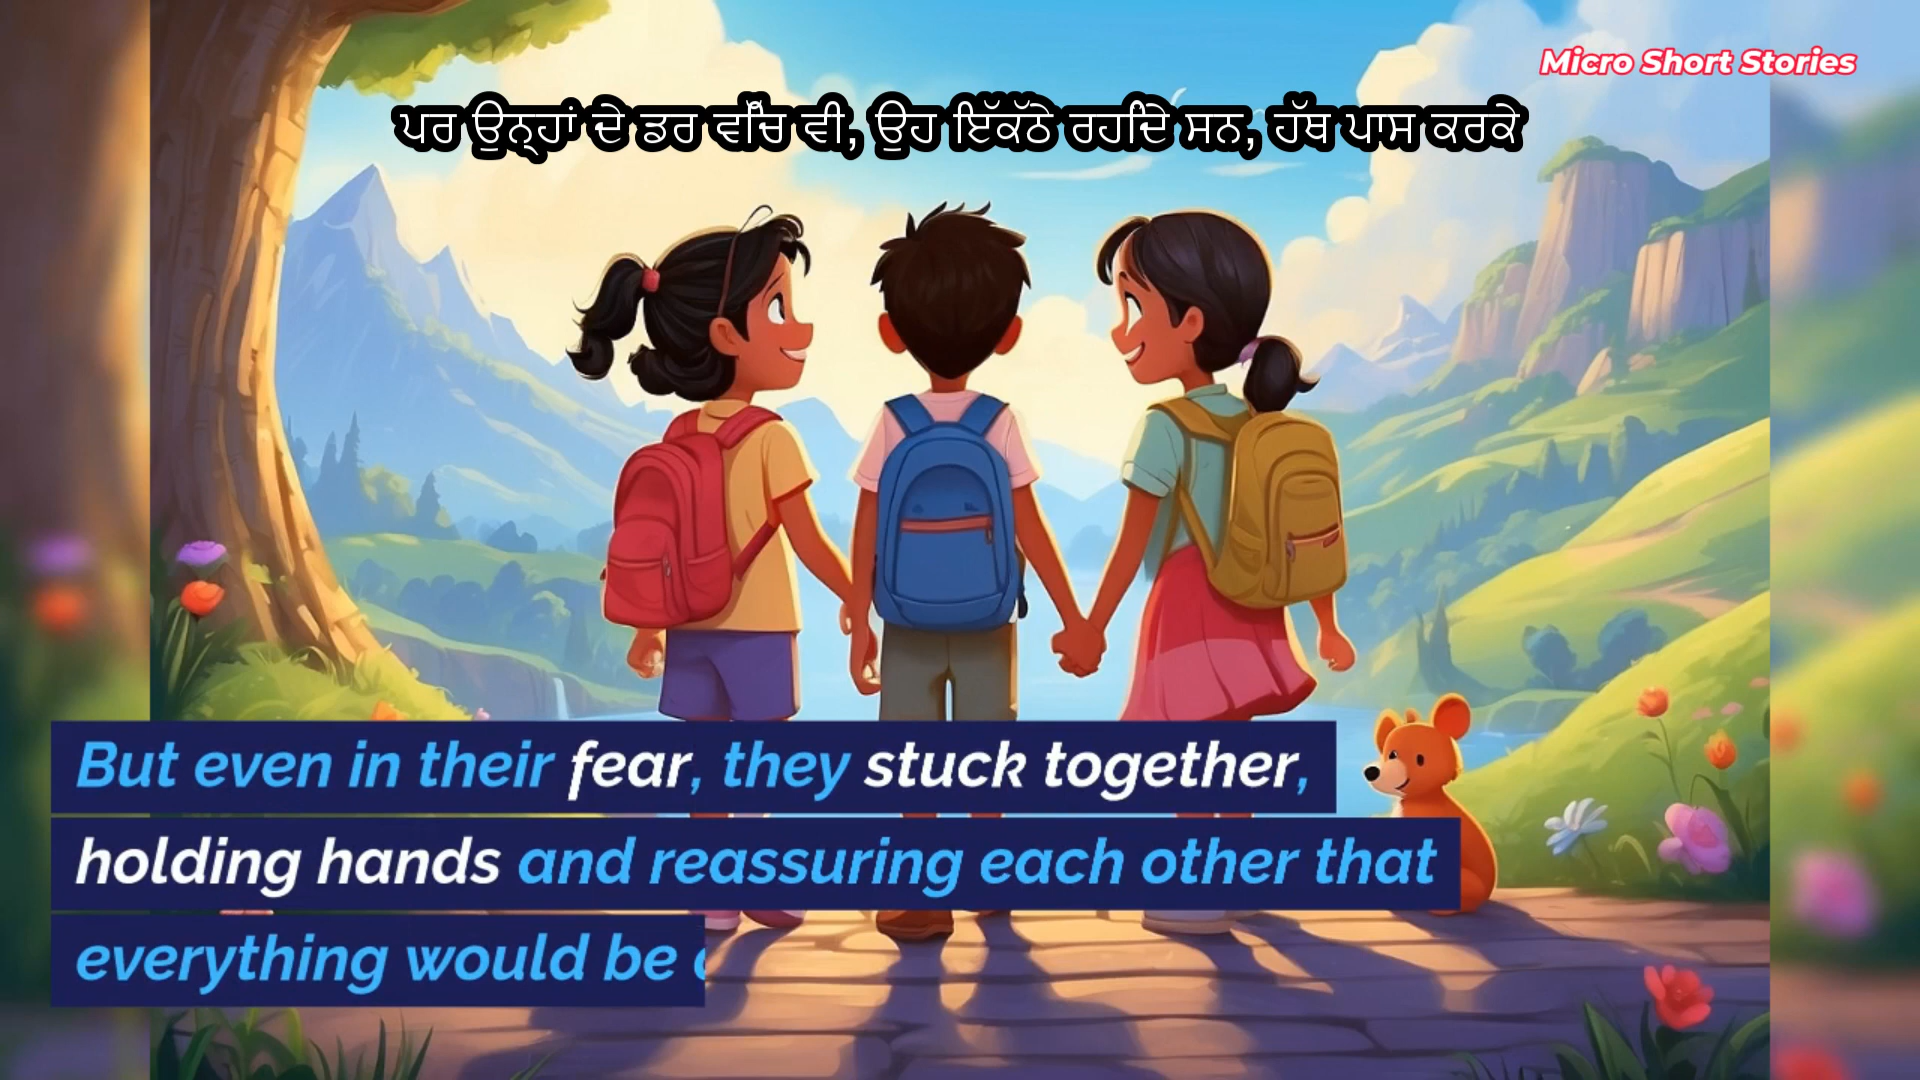 Micro Short Stories
ਪਰ ਉਨ੍ਹਾਂ ਦੇ ਡਰ ਵਿੱਚ ਵੀ, ਉਹ ਇੱਕੱਠੇ ਰਹਿੰਦੇ ਸਨ, ਹੱਥ ਪਾਸ ਕਰਕੇ
But even in their fear, they stuck together,
holding hands and reassuring each other that
everything would be